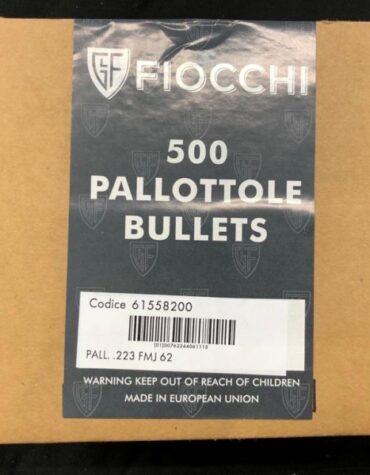 GF FIOCCHI
500
PALLOTTOLE
BULLETS
Codice 61558200
PALL. .223 FMJ 62
WARNING KEEP OUT OF REACH OF CHILDREN
MADE IN EUROPEAN UNION